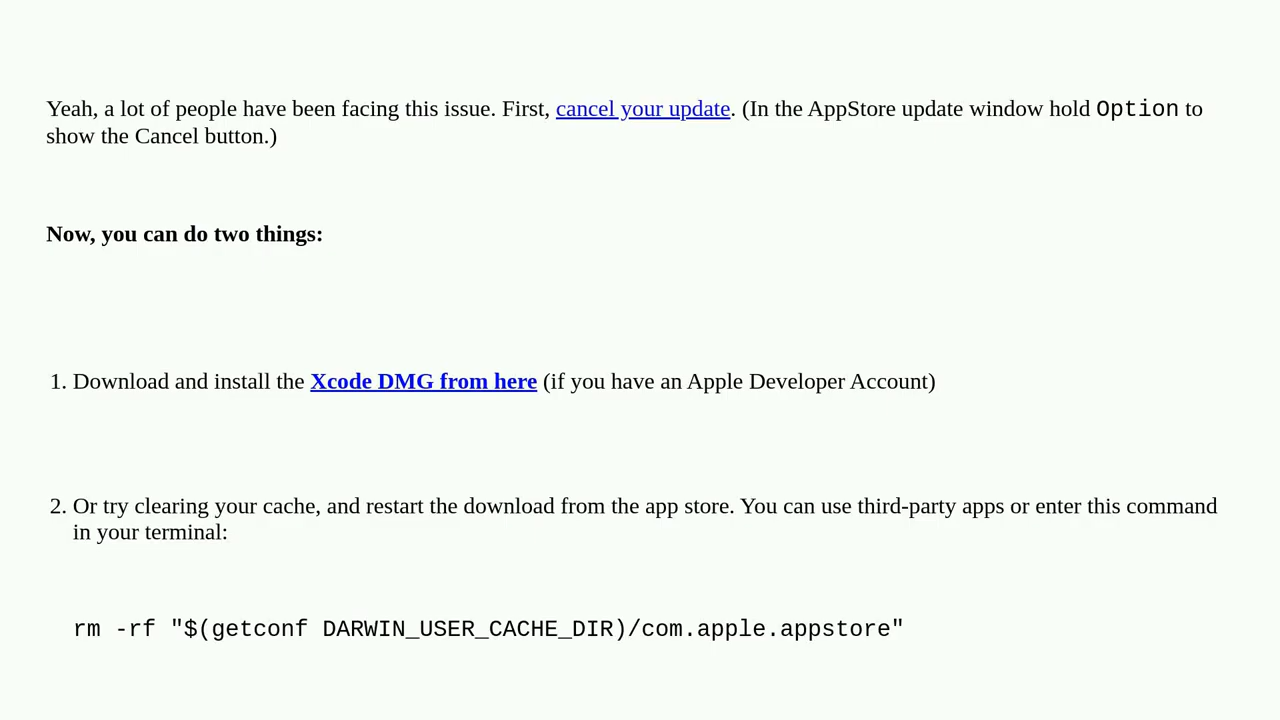 Yeah, a lot of people have been facing this issue. First, cancel your update. (In the AppStore update window hold Option to
show the Cancel button.)
Now, you can do two things:
1. Download and install the Xcode DMG from here (if you have an Apple Developer Account)
2. Or try clearing your cache, and restart the download from the app store. You can use third-party apps or enter this command
in your terminal:
rm -rf "$(getconf DARWIN_USER_CACHE_DIR)/com.apple.appstore"